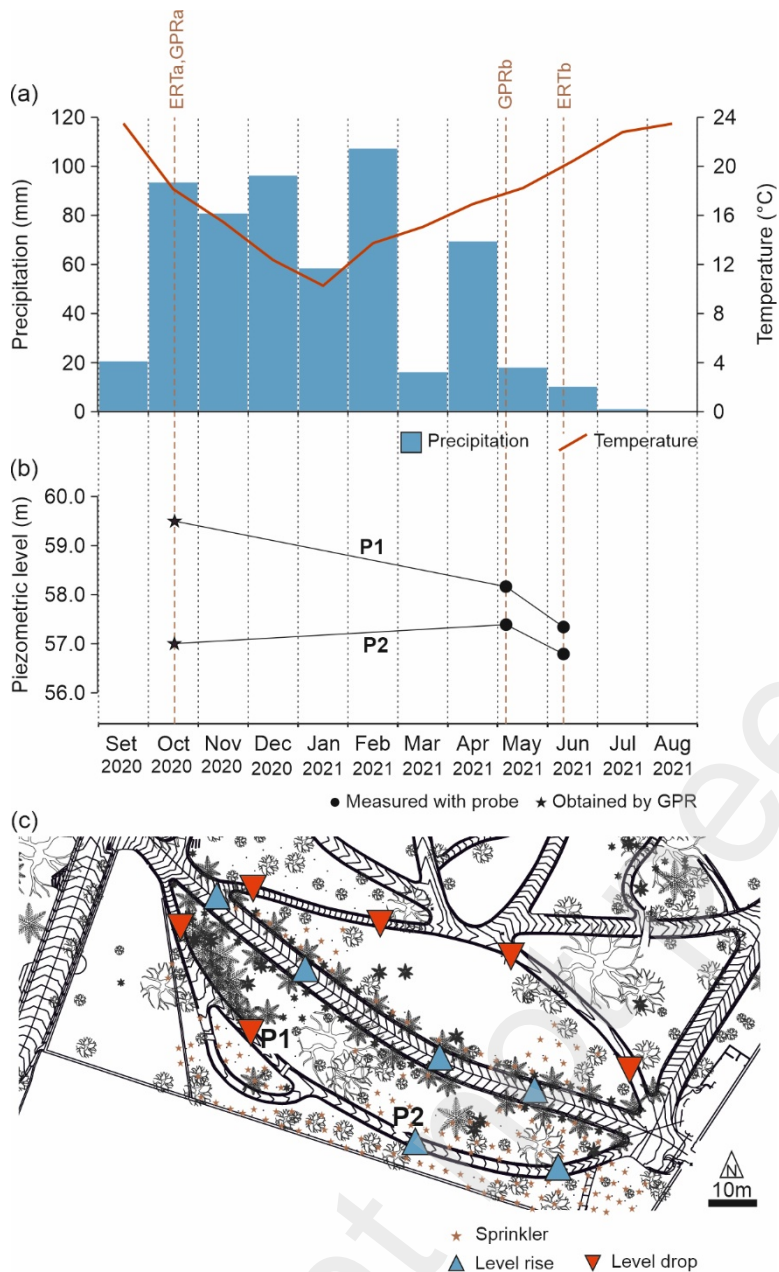 ERTa,GPRa
GPRb
ERTb
(a)
120
100
80
60
40
20
0
Precipitation (mm)
24
20
16
12
8
4
0
Temperature (°C)
Precipitation
Temperature
(b)
60.0
59.0
58.0
57.0
56.0
Piezometric level (m)
P1
P2
Set Oct Nov Dec Jan Feb Mar Apr May Jun Jul Aug
2020 2020 2020 2020 2021 2021 2021 2021 2021 2021 2021 2021
Measured with probe
Obtained by GPR
(c)
P1
P2
N
10m
Sprinkler
Level rise
Level drop